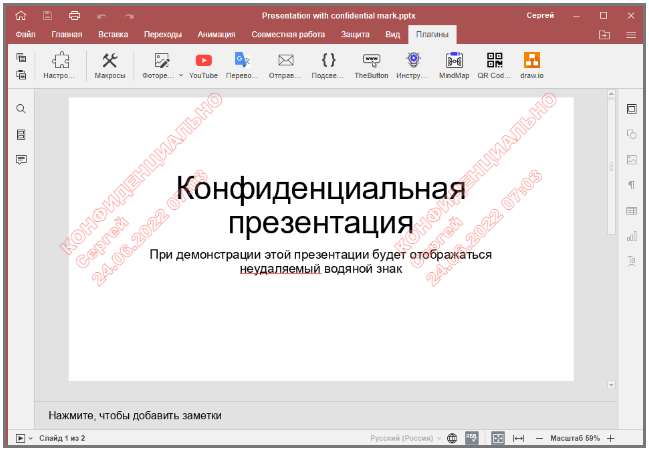 Presentation with confidential mark.pptx
Сергей
Файл Главная Вставка Переходы Анимация Совместная работа Защита Вид Плагины
Настро... Макросы Фоторе... YouTube Перево... Отправ... Подсве... TheButton Инстру... MindMap QR Cod... draw.io
КОНФИДЕНЦИАЛЬНО
Сергей
24.06.2022 07:03
КОНФИДЕНЦИАЛЬНО
Сергей
24.06.2022 07:03
Конфиденциальная
презентация
При демонстрации этой презентации будет отображаться
неудаляемый водяной знак
Нажмите, чтобы добавить заметки
Слайд 1 из 2 Русский (Россия) Масштаб 59%